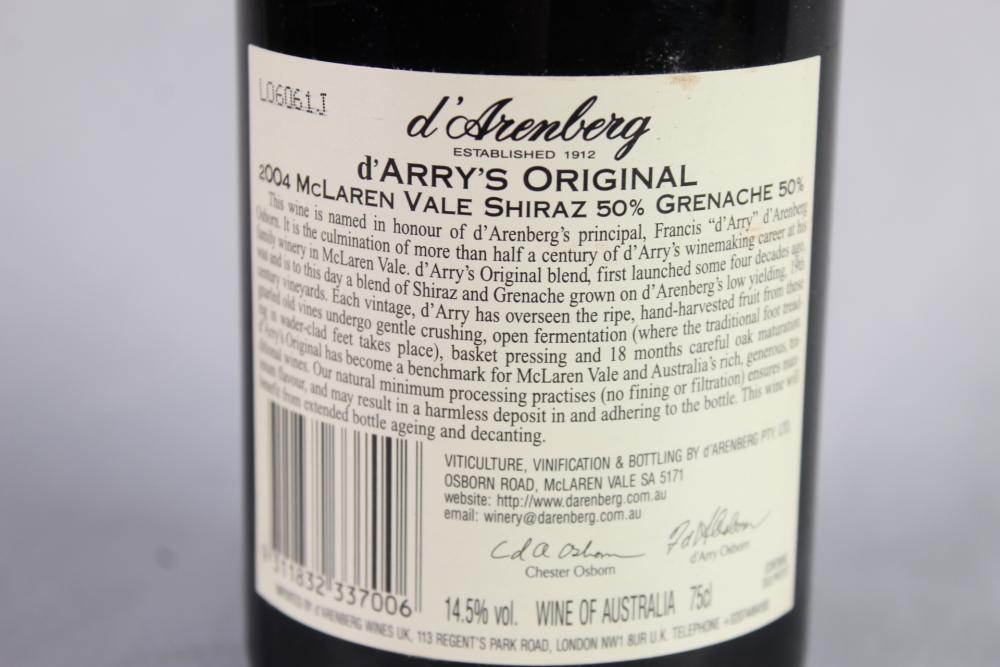 L06061J
d'Arenberg
ESTABLISHED 1912
d'ARRY'S ORIGINAL
2004 McLAREN VALE SHIRAZ 50% GRENACHE 50%
This wine is named in honour of d'Arenberg's principal, Francis "d'Arry" d'Arenberg
Osborn. It is the culmination of more than half a century of d'Arry's winemaking career at his
family winery in McLaren Vale. d'Arry's Original blend, first launched some four decades ago,
was and is to this day a blend of Shiraz and Grenache grown on d'Arenberg's low yielding, 19th
century vineyards. Each vintage, d'Arry has overseen the ripe, hand-harvested fruit from these
gnarled old vines undergo gentle crushing, open fermentation (where the traditional foot tread-
ing in wader-clad feet takes place), basket pressing and 18 months careful oak maturation.
d'Arry's Original has become a benchmark for McLaren Vale and Australia's rich, generous, tra-
ditional wines. Our natural minimum processing practises (no fining or filtration) ensures max-
imum flavour, and may result in a harmless deposit in and adhering to the bottle. This wine will
benefit from extended bottle ageing and decanting.
VITICULTURE, VINIFICATION & BOTTLING BY d'ARENBERG PTY. LTD.
OSBORN ROAD, McLAREN VALE SA 5171
website: http://www.darenberg.com.au
email: winery@darenberg.com.au
Chester Osborn
d'Arry Osborn
CONTAINS
SULPHITES
9 311832 337006
14.5% vol. WINE OF AUSTRALIA 75cl
IMPORTED BY d'ARENBERG WINES UK, 113 REGENT'S PARK ROAD, LONDON NW1 8UR U.K. TELEPHONE